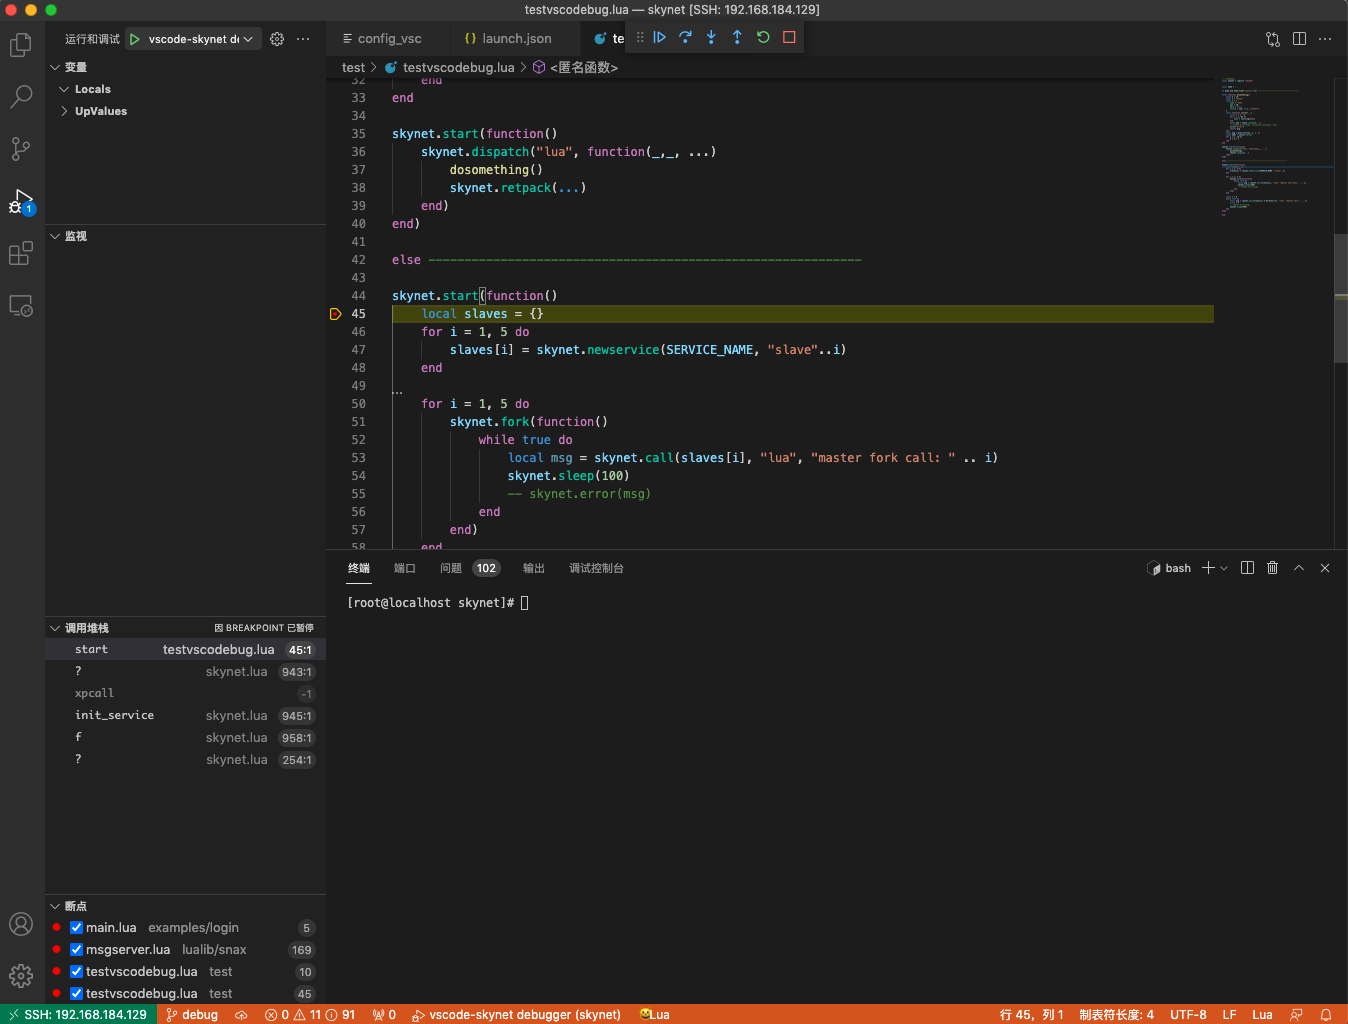 testvscodebug.lua — skynet [SSH: 192.168.184.129]
运行和调试 vscode-skynet de
config_vsc
launch.json
te
变量
Locals
UpValues
监视
调用堆栈 因 BREAKPOINT 已暂停
start testvscodebug.lua 45:1
? skynet.lua 943:1
xpcall -1
init_service skynet.lua 945:1
f skynet.lua 958:1
? skynet.lua 254:1
断点
main.lua examples/login 5
msgserver.lua lualib/snax 169
testvscodebug.lua test 10
testvscodebug.lua test 45
test > testvscodebug.lua > <匿名函数>
32 end
33 end
34
35 skynet.start(function()
36 skynet.dispatch("lua", function(_,_, ...)
37 dosomething()
38 skynet.retpack(...)
39 end)
40 end)
41
42 else ------------------------------------------------------------
43
44 skynet.start(function()
45 local slaves = {}
46 for i = 1, 5 do
47 slaves[i] = skynet.newservice(SERVICE_NAME, "slave"..i)
48 end
49
50 for i = 1, 5 do
51 skynet.fork(function()
52 while true do
53 local msg = skynet.call(slaves[i], "lua", "master fork call: " .. i)
54 skynet.sleep(100)
55 -- skynet.error(msg)
56 end
57 end)
58 end
终端 端口 问题 102 输出 调试控制台 bash
[root@localhost skynet]#
1
SSH: 192.168.184.129 debug 0 11 91 0 vscode-skynet debugger (skynet) Lua 行 45，列 1 制表符长度: 4 UTF-8 LF Lua